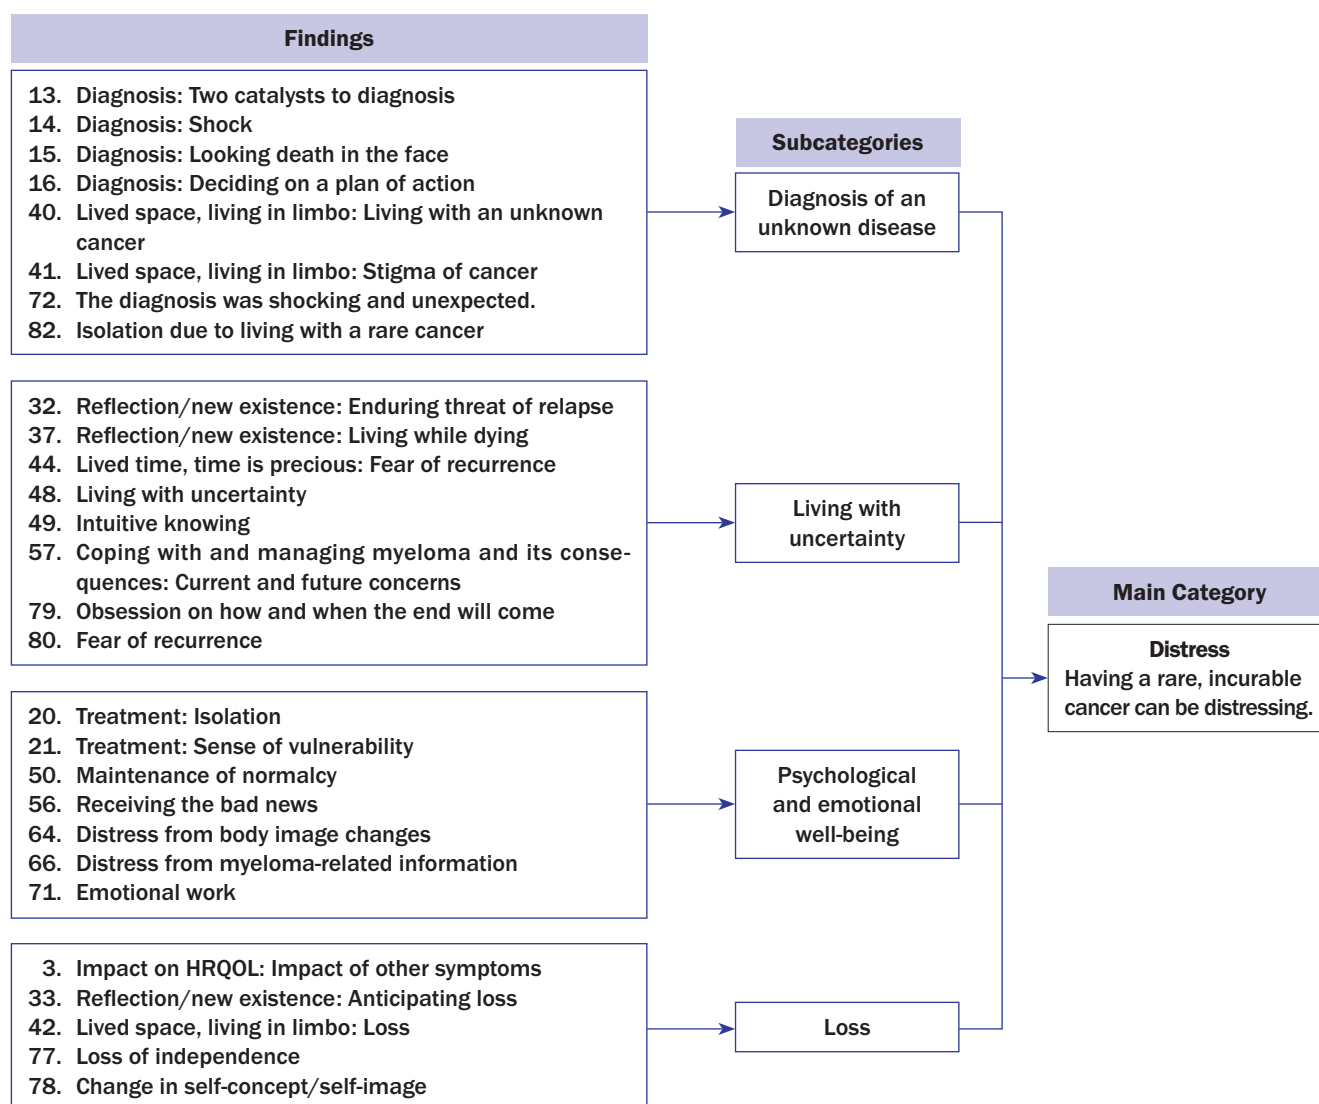 Findings
13. Diagnosis: Two catalysts to diagnosis
14. Diagnosis: Shock
15. Diagnosis: Looking death in the face
16. Diagnosis: Deciding on a plan of action
40. Lived space, living in limbo: Living with an unknown
cancer
41. Lived space, living in limbo: Stigma of cancer
72. The diagnosis was shocking and unexpected.
82. Isolation due to living with a rare cancer
32. Reflection/new existence: Enduring threat of relapse
37. Reflection/new existence: Living while dying
44. Lived time, time is precious: Fear of recurrence
48. Living with uncertainty
49. Intuitive knowing
57. Coping with and managing myeloma and its conse-
quences: Current and future concerns
79. Obsession on how and when the end will come
80. Fear of recurrence
20. Treatment: Isolation
21. Treatment: Sense of vulnerability
50. Maintenance of normalcy
56. Receiving the bad news
64. Distress from body image changes
66. Distress from myeloma-related information
71. Emotional work
3. Impact on HRQOL: Impact of other symptoms
33. Reflection/new existence: Anticipating loss
42. Lived space, living in limbo: Loss
77. Loss of independence
78. Change in self-concept/self-image
Subcategories
Diagnosis of an
unknown disease
Living with
uncertainty
Psychological
and emotional
well-being
Loss
Main Category
Distress
Having a rare, incurable
cancer can be distressing.